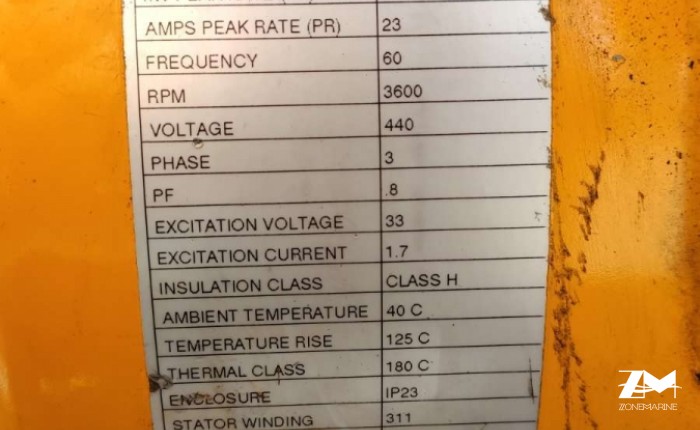 AMPS PEAK RATE (PR) 23
FREQUENCY 60
RPM 3600
VOLTAGE 440
PHASE 3
PF .8
EXCITATION VOLTAGE 33
EXCITATION CURRENT 1.7
INSULATION CLASS CLASS H
AMBIENT TEMPERATURE 40 C
TEMPERATURE RISE 125 C
THERMAL CLASS 180 C
ENCLOSURE IP23
STATOR WINDING 311
ZM
ZONEMARINE